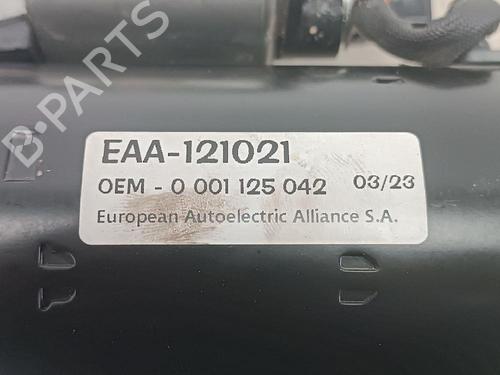 EAA-121021
OEM - 0 001 125 042 03/23
European Autoelectric Alliance S.A.
B-PARTS